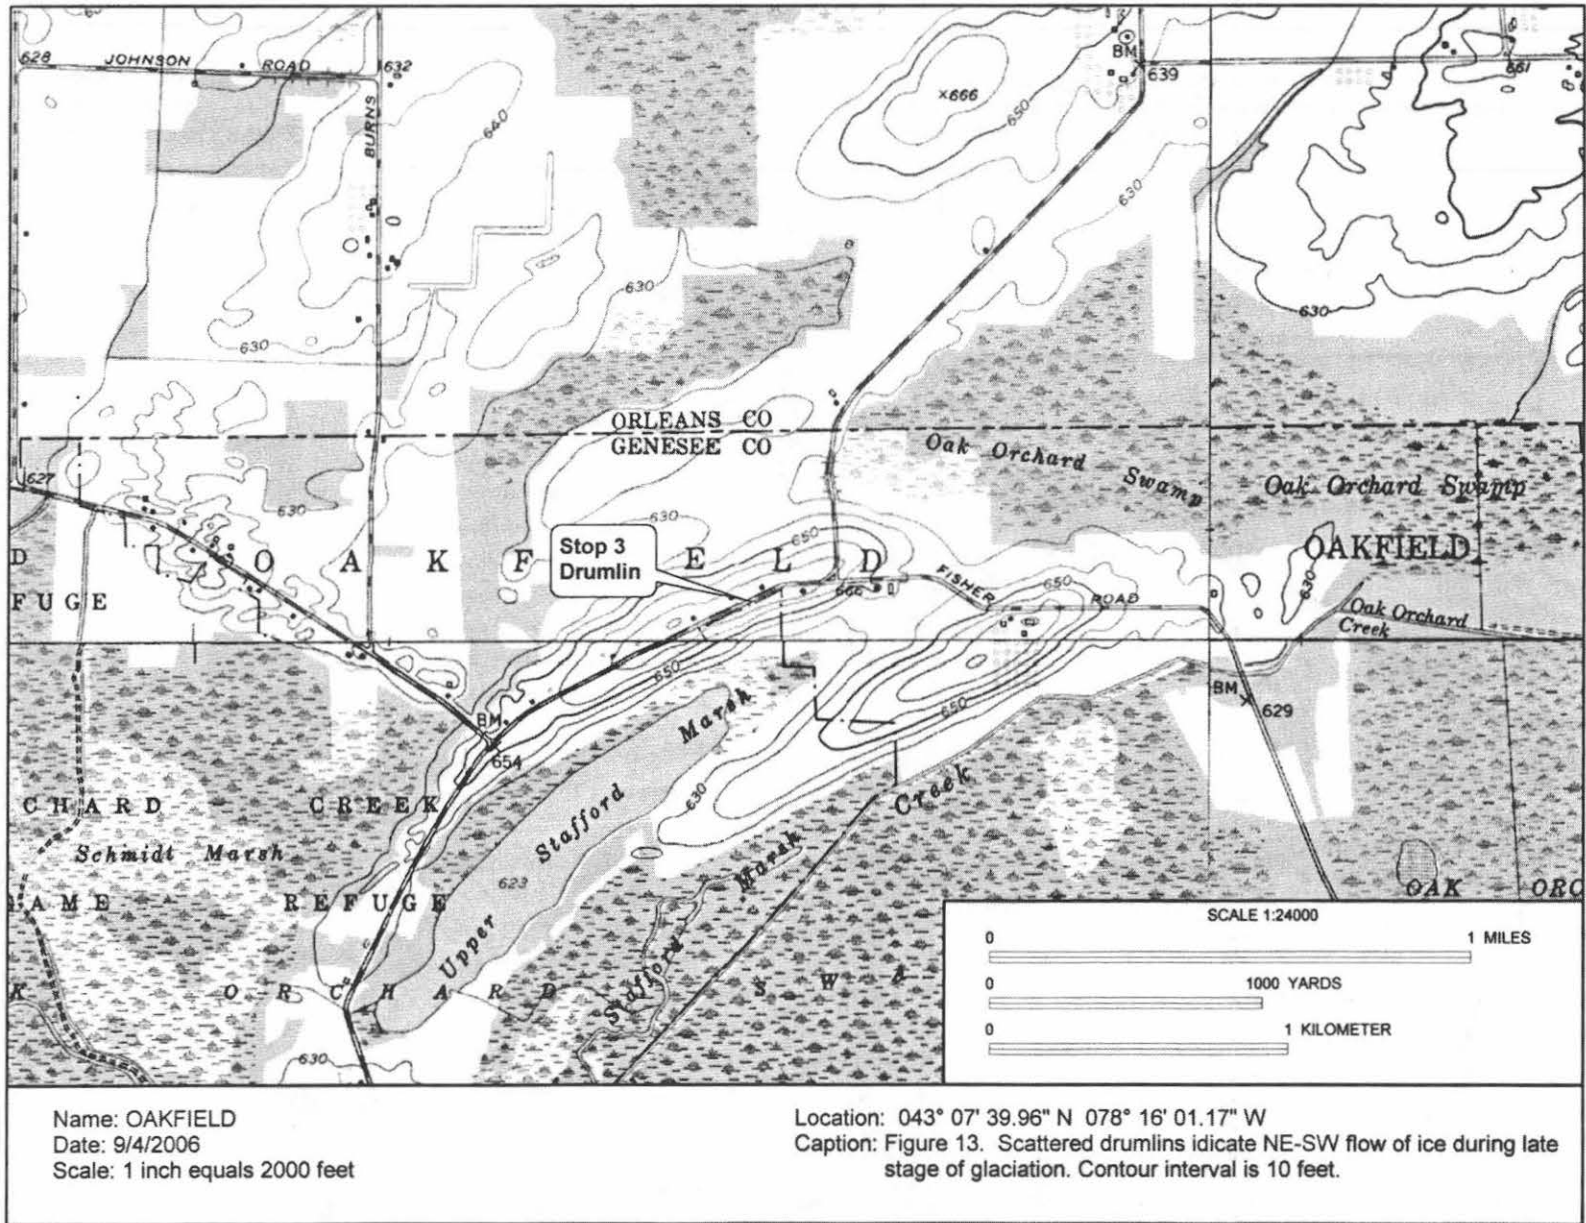 628
JOHNSON ROAD
632
BURNS
640
×666
650
BM
639
661
630
630
630
630
630
ORLEANS CO
GENESEE CO
Oak Orchard Swamp
Oak Orchard Swamp
627
630
630
650
Stop 3
Drumlin
D
O A K F E L D
OAKFIELD
FUGE
666
FISHER ROAD
650
630
Oak Orchard
Creek
650
650
BM
654
BM
629
Upper Stafford Marsh
623
630
Creek
CHARD CREEK
Schmidt Marsh
Stafford Marsh
AME REFUGE
OAK ORC
K ORCHARD SWA
630
SCALE 1:24000
0 1 MILES
0 1000 YARDS
0 1 KILOMETER
Name: OAKFIELD
Date: 9/4/2006
Scale: 1 inch equals 2000 feet
Location: 043° 07' 39.96" N 078° 16' 01.17" W
Caption: Figure 13. Scattered drumlins idicate NE-SW flow of ice during late
stage of glaciation. Contour interval is 10 feet.